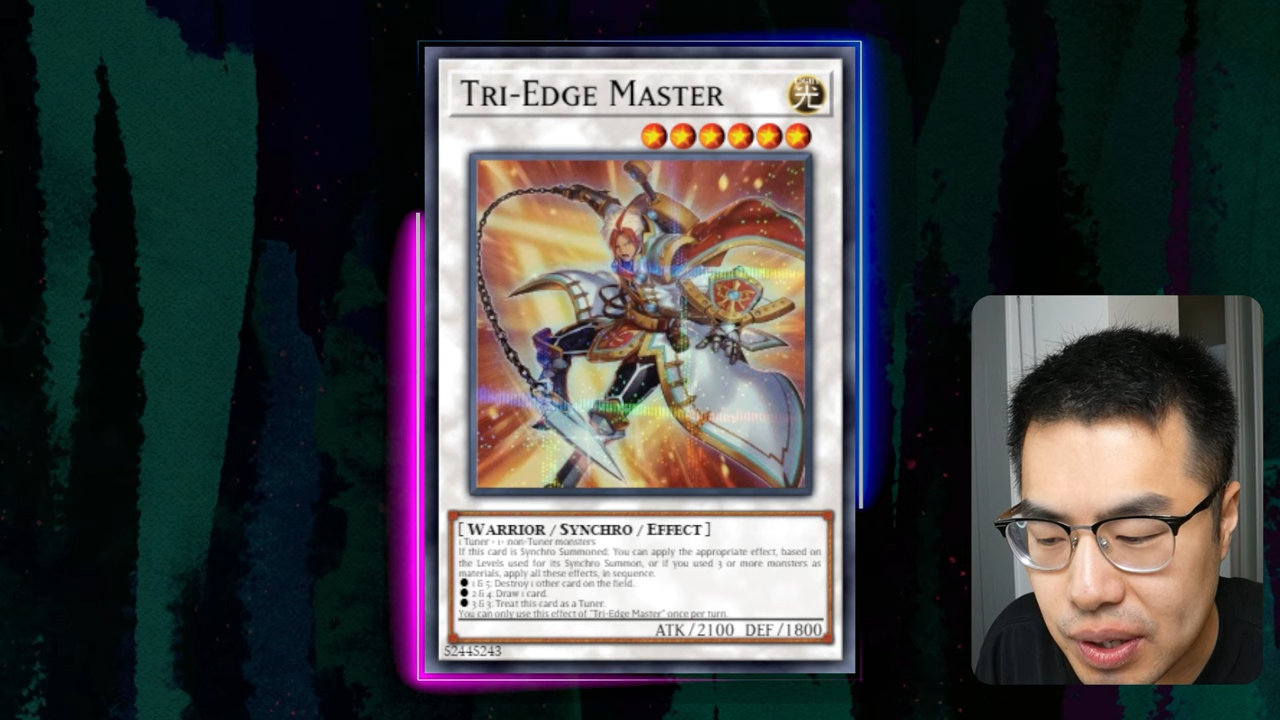 TRI-EDGE MASTER
光
[ WARRIOR / SYNCHRO / EFFECT ]
1 Tuner + 1+ non-Tuner monsters
If this card is Synchro Summoned: You can apply the appropriate effect, based on
the Levels used for its Synchro Summon, or if you used 3 or more monsters as
materials, apply all these effects, in sequence.
● 1 & 5: Destroy 1 other card on the field.
● 2 & 4: Draw 1 card.
● 3 & 3: Treat this card as a Tuner.
You can only use this effect of "Tri-Edge Master" once per turn.
ATK/2100 DEF/1800
52445243